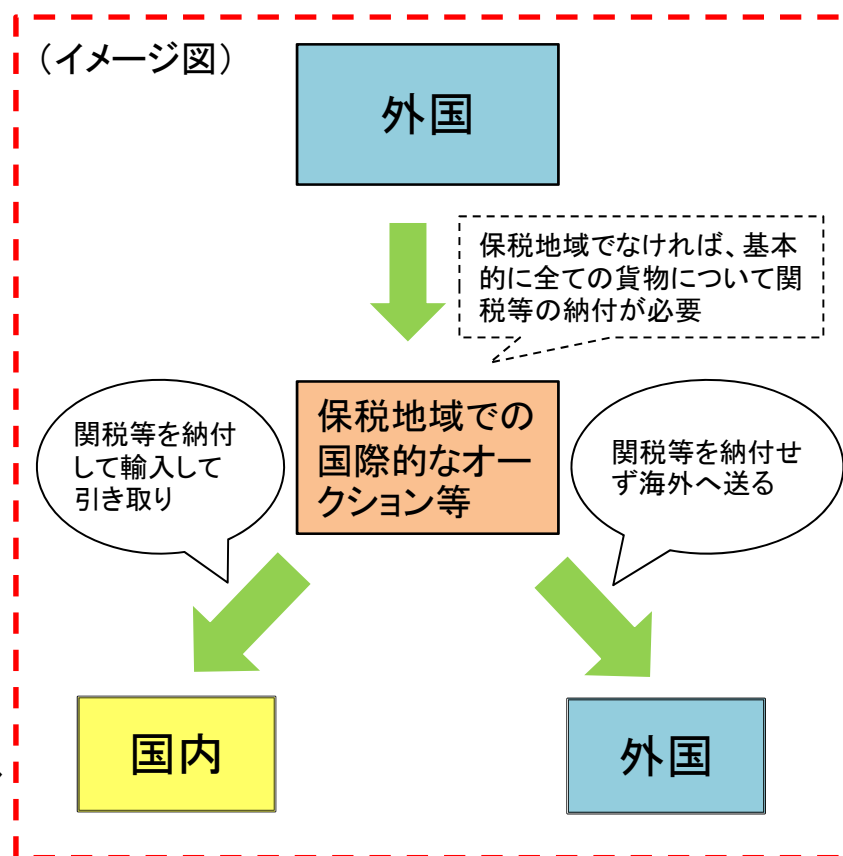 （イメージ図）
外国
保税地域でなければ、基本
的に全ての貨物について関
税等の納付が必要
関税等を納付
して輸入して
引き取り
保税地域での
国際的なオー
クション等
関税等を納付せ
ず海外へ送る
国内
外国